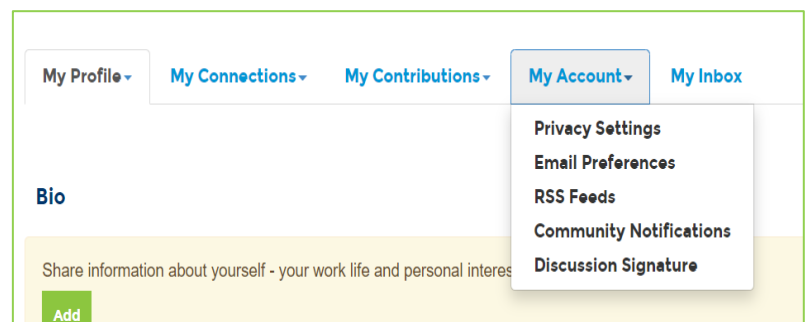 My Profile My Connections My Contributions My Account My Inbox
Privacy Settings
Email Preferences
RSS Feeds
Community Notifications
Discussion Signature
Bio
Share information about yourself - your work life and personal
Add